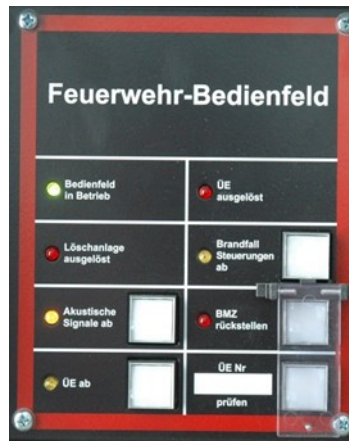 Feuerwehr-Bedienfeld
Bedienfeld
in Betrieb
ÜE
ausgelöst
Löschanlage
ausgelöst
Brandfall
Steuerungen
ab
Akustische
Signale ab
BMZ
rückstellen
ÜE ab
ÜE Nr
prüfen